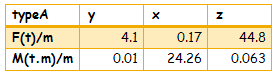 typeA y x z
F(t)/m 4.1 0.17 44.8
M(t.m)/m 0.01 24.26 0.063